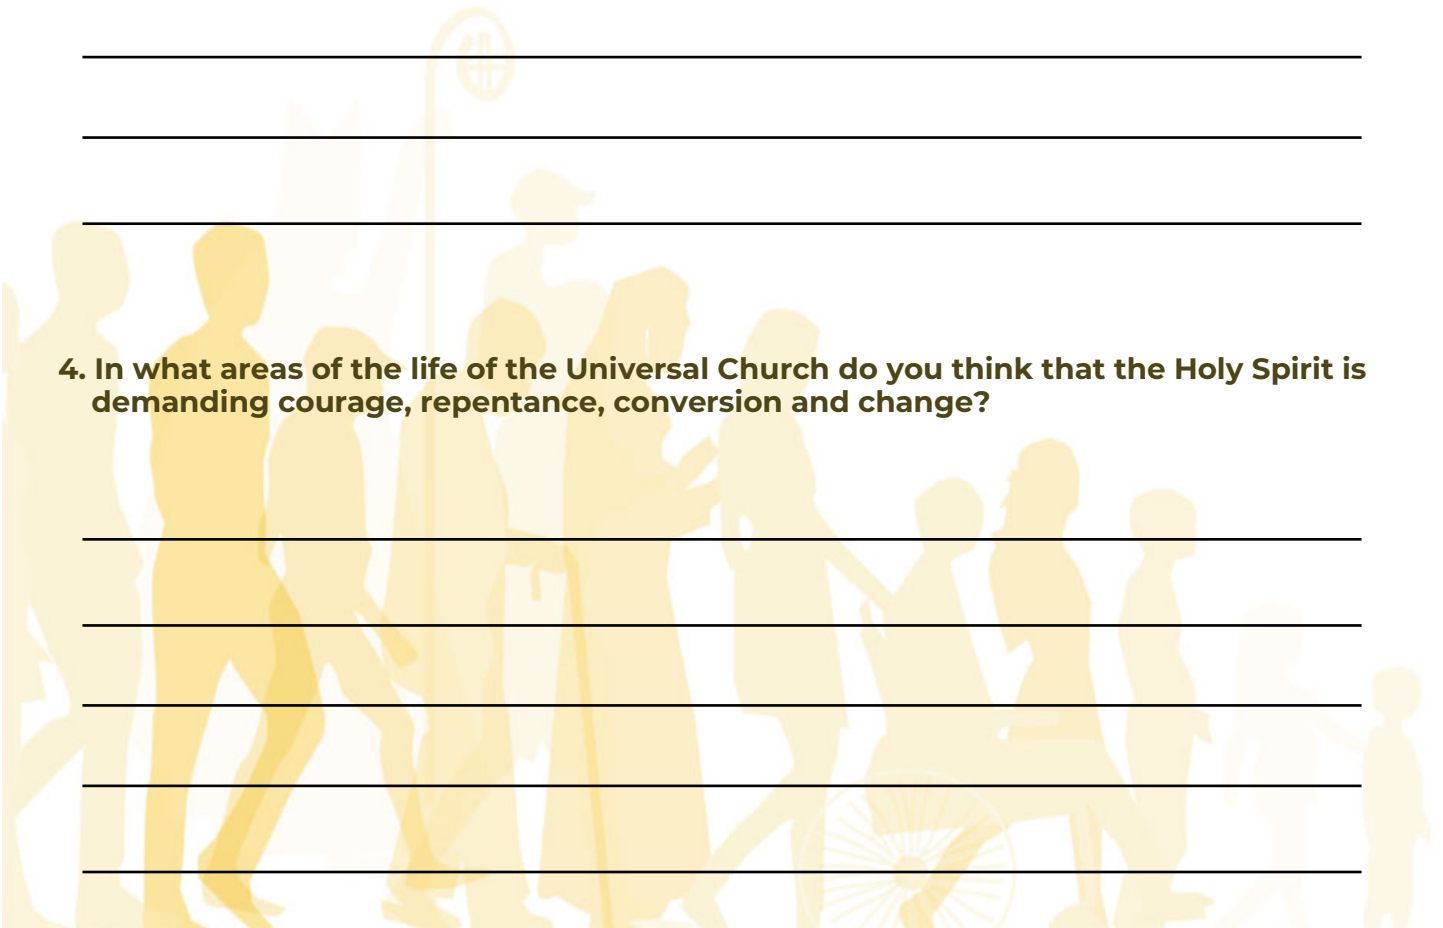 4. In what areas of the life of the Universal Church do you think that the Holy Spirit is
demanding courage, repentance, conversion and change?